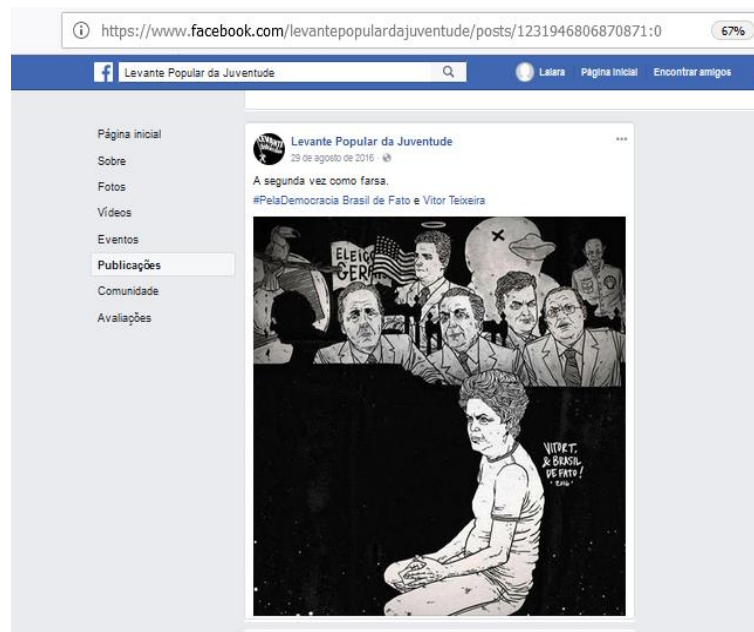 https://www.facebook.com/levantepopulardajuventude/posts/1231946806870871:0
67%
Levante Popular da Juventude
Lalara
Página Inicial
Encontrar amigos
Página inicial
Sobre
Fotos
Vídeos
Eventos
Publicações
Comunidade
Avaliações
Levante Popular da Juventude
29 de agosto de 2016
A segunda vez como farsa.
#PelaDemocracia Brasil de Fato e Vitor Teixeira
ELEIÇ
GERA
VITOR T.
& BRASIL
DE FATO!
2016